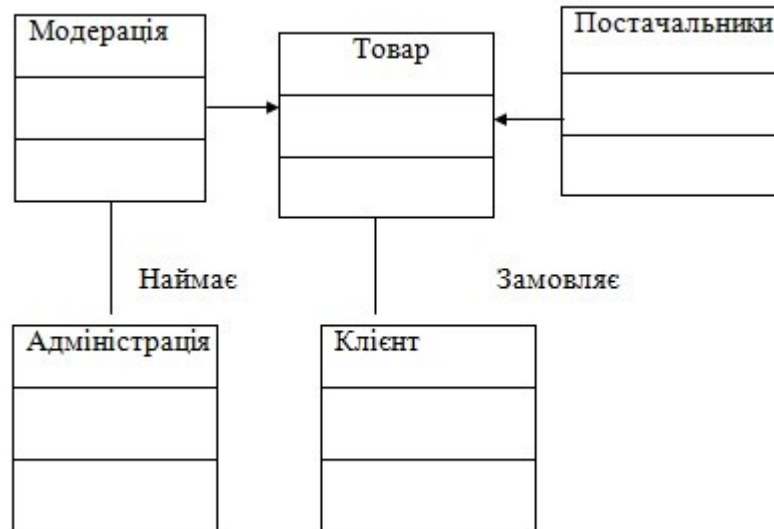 Модерація
Товар
Постачальники
Наймає
Замовляє
Адміністрація
Клієнт